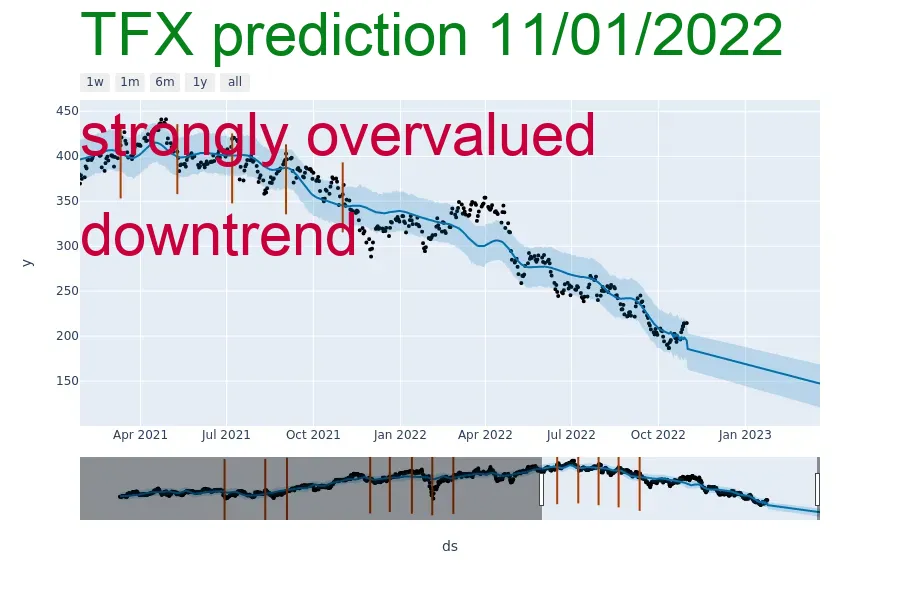 TFX prediction 11/01/2022
1w 1m 6m 1y all
450
strongly overvalued
400
350
downtrend
300
y
250
200
150
Apr 2021 Jul 2021 Oct 2021 Jan 2022 Apr 2022 Jul 2022 Oct 2022 Jan 2023
ds